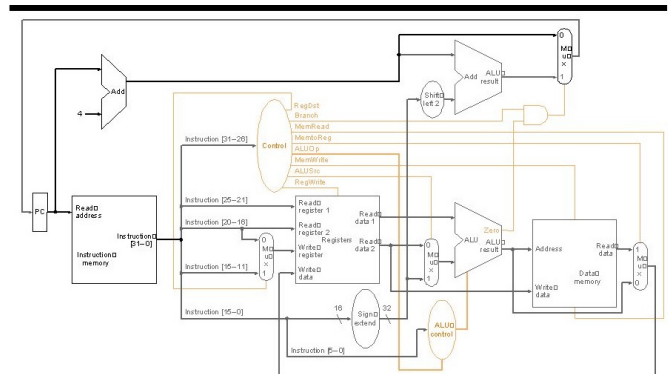 0
M
u
x
1
Add
ALU
result
Add
4
Shift
left 2
RegDst
Branch
MemRead
MemtoReg
ALUOp
MemWrite
ALUSrc
RegWrite
Control
Instruction [31–26]
Instruction [25–21]
Instruction [20–16]
Instruction [15–11]
Instruction [15–0]
Instruction [5–0]
PC
Read
address
Instruction
[31–0]
Instruction
memory
0
M
u
x
1
Read
register 1
Read
register 2
Write
register
Write
data
Registers
Read
data 1
Read
data 2
0
M
u
x
1
Zero
ALU
ALU
result
Address
Write
data
Read
data
Data
memory
1
M
u
x
0
16
Sign
extend
32
ALU
control